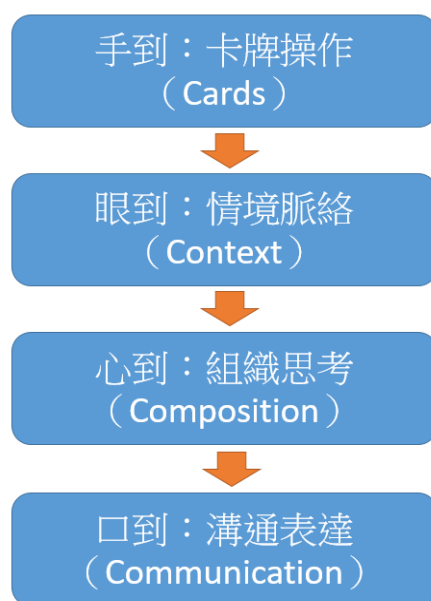 手到：卡牌操作
（Cards）
眼到：情境脈絡
（Context）
心到：組織思考
（Composition）
口到：溝通表達
（Communication）